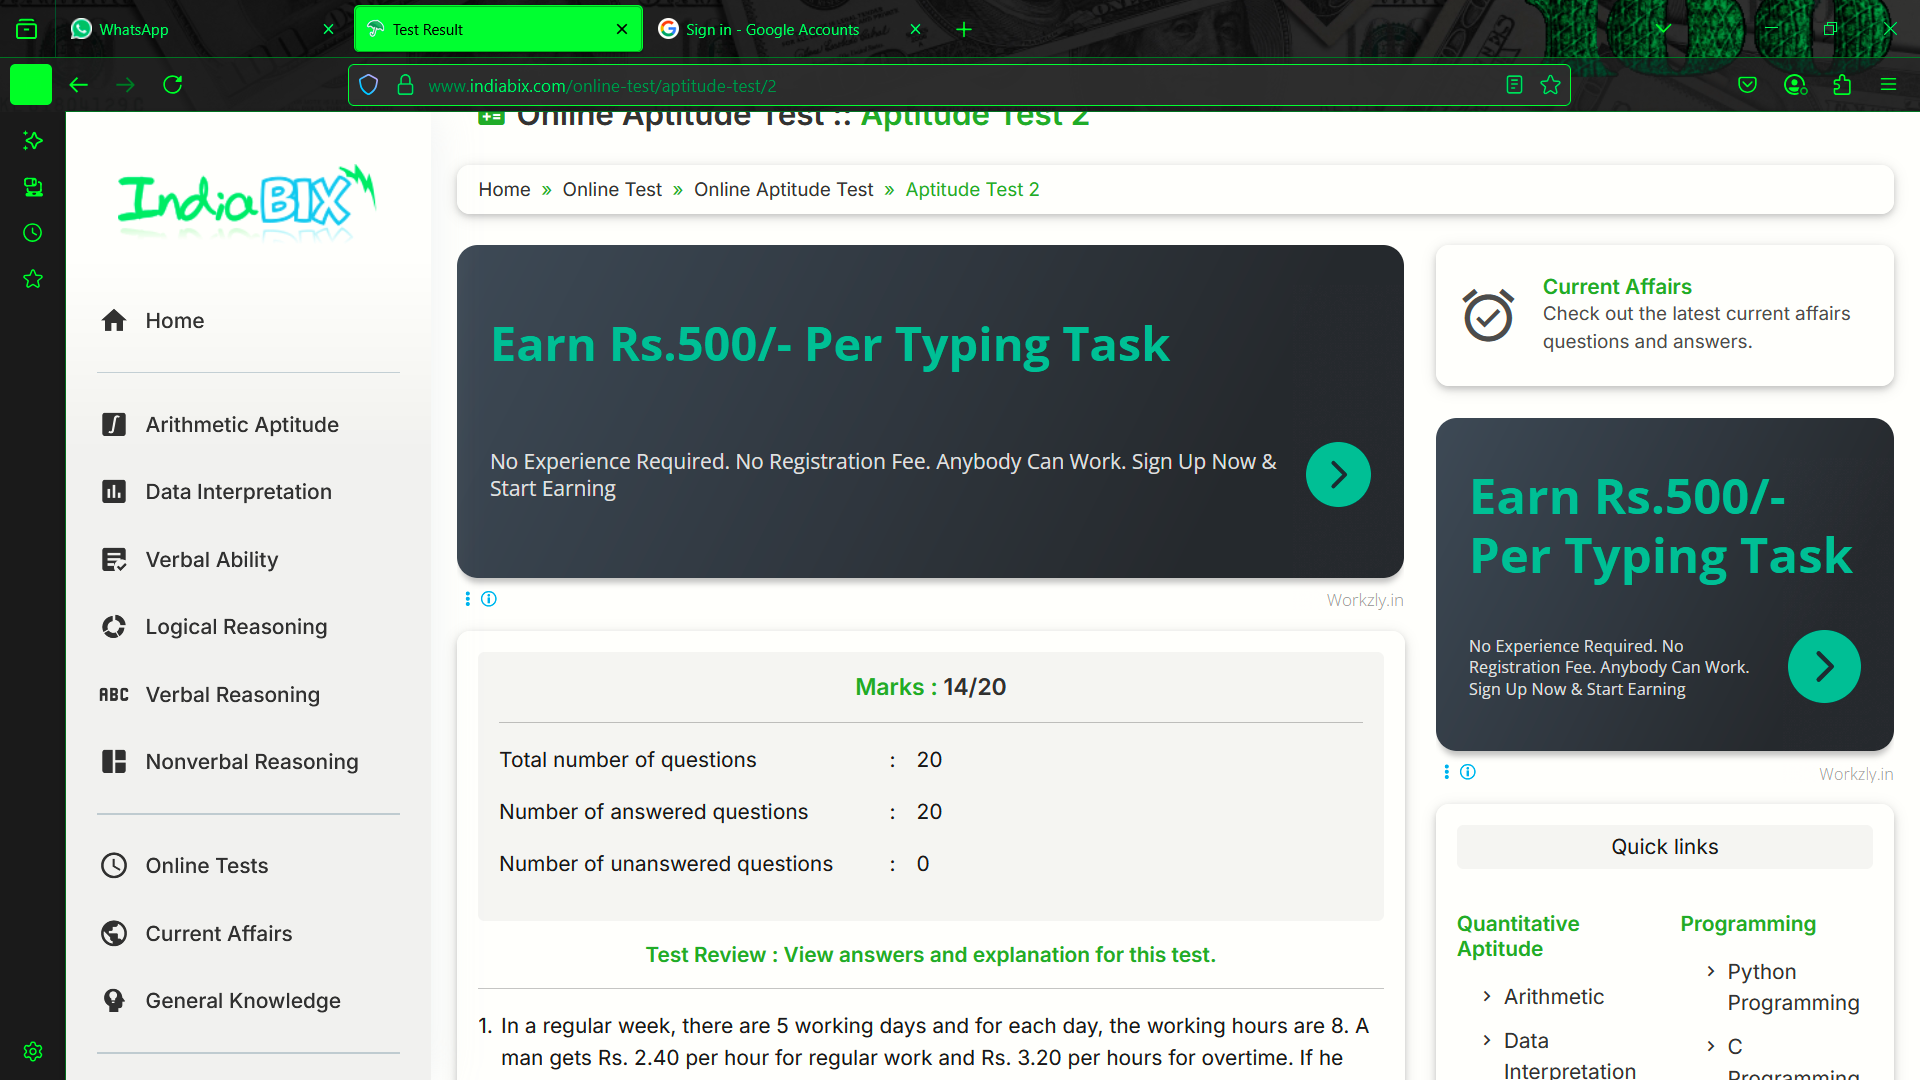 WhatsApp
Test Result
Sign in - Google Accounts
www.indiabix.com/online-test/aptitude-test/2
Online Aptitude Test :: Aptitude Test 2
IndiaBIX
Home » Online Test » Online Aptitude Test » Aptitude Test 2
Home
Arithmetic Aptitude
Data Interpretation
Verbal Ability
Logical Reasoning
ABC Verbal Reasoning
Nonverbal Reasoning
Online Tests
Current Affairs
General Knowledge
Earn Rs.500/- Per Typing Task
No Experience Required. No Registration Fee. Anybody Can Work. Sign Up Now &
Start Earning
Workzly.in
Marks : 14/20
Total number of questions : 20
Number of answered questions : 20
Number of unanswered questions : 0
Test Review : View answers and explanation for this test.
1. In a regular week, there are 5 working days and for each day, the working hours are 8. A
man gets Rs. 2.40 per hour for regular work and Rs. 3.20 per hours for overtime. If he
Current Affairs
Check out the latest current affairs
questions and answers.
Earn Rs.500/-
Per Typing Task
No Experience Required. No
Registration Fee. Anybody Can Work.
Sign Up Now & Start Earning
Workzly.in
Quick links
Quantitative
Aptitude
Arithmetic
Data
Interpretation
Programming
Python
Programming
C
Programming